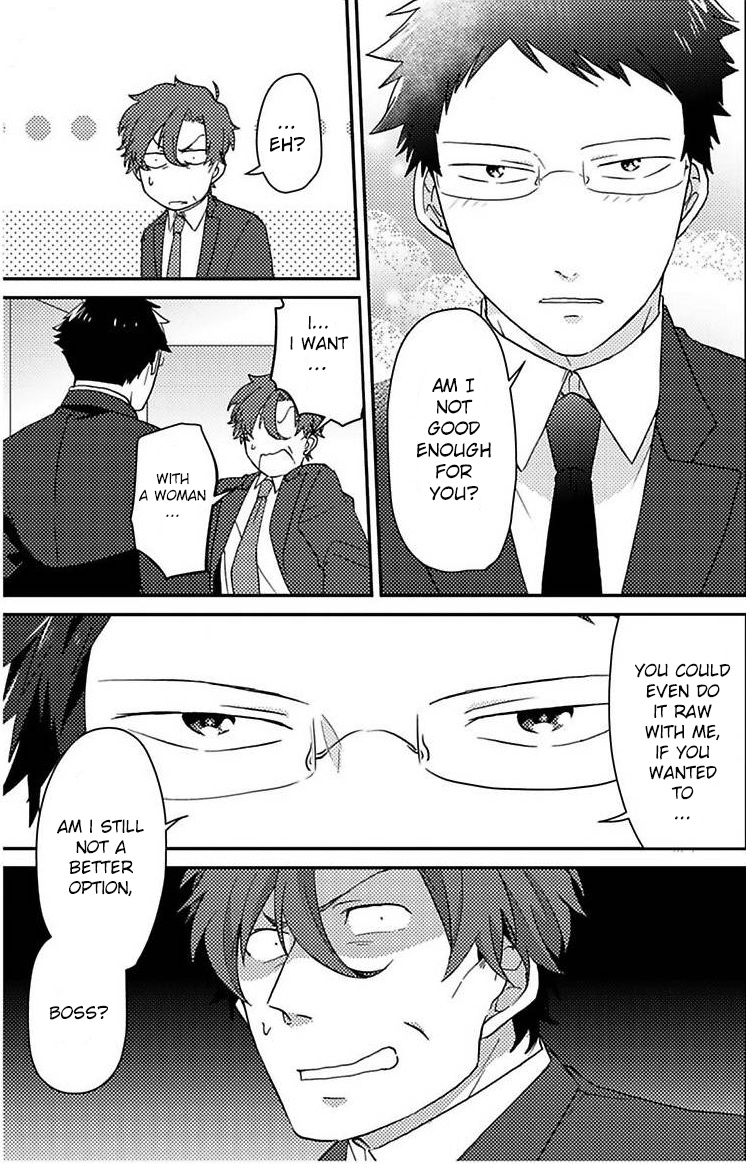 AM I
NOT
GOOD
ENOUGH
FOR
YOU?
...
EH?
I...
I WANT
...
WITH
A WOMAN
...
YOU COULD
EVEN DO
IT RAW
WITH ME,
IF YOU
WANTED
TO
...
AM I STILL
NOT A
BETTER
OPTION,
BOSS?